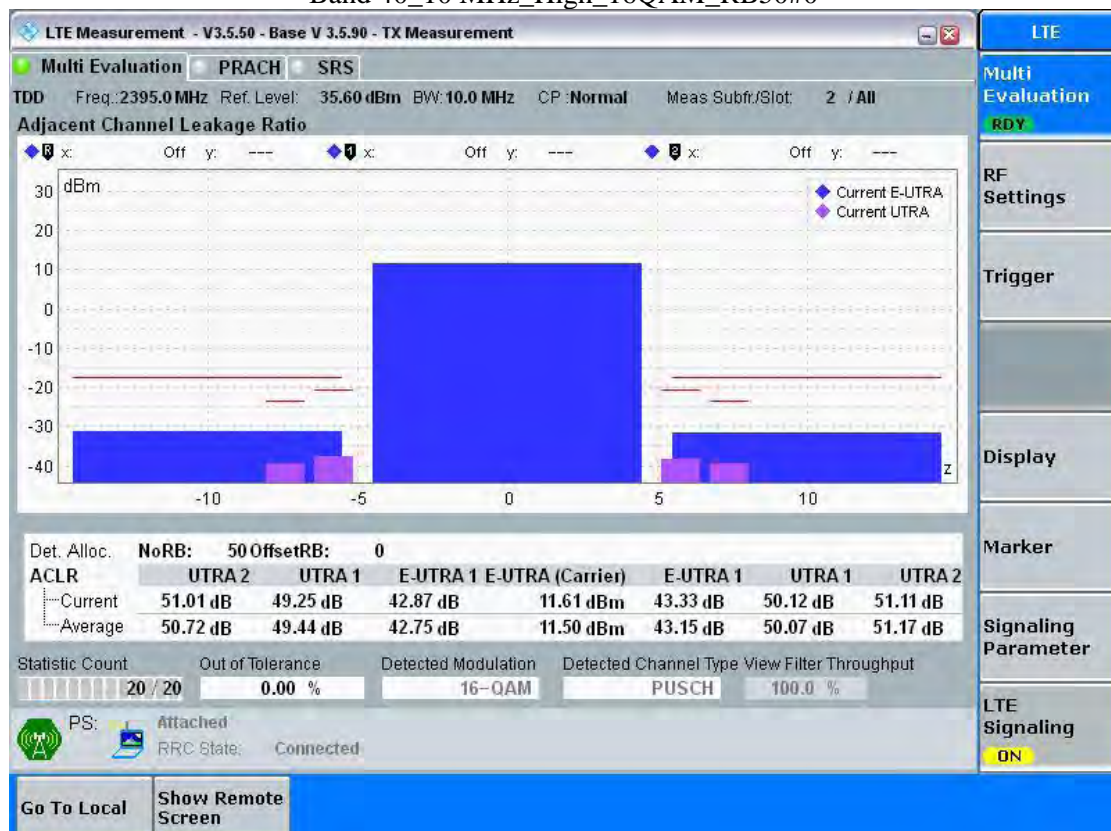 Band 40_10 MHz_High_16QAM_RB50#0
LTE Measurement - V3.5.50 - Base V 3.5.90 - TX Measurement
LTE
Multi Evaluation PRACH SRS
TDD Freq.:2395.0 MHz Ref. Level: 35.60 dBm BW:10.0 MHz CP :Normal Meas Subfr./Slot: 2 / All
Adjacent Channel Leakage Ratio
R x: Off y: --- 1 x: Off y: --- 2 x: Off y: ---
30 dBm
Current E-UTRA
Current UTRA
20
10
0
-10
-20
-30
-40
z
-10 -5 0 5 10
Det. Alloc. NoRB: 50 OffsetRB: 0
ACLR UTRA 2 UTRA 1 E-UTRA 1 E-UTRA (Carrier) E-UTRA 1 UTRA 1 UTRA 2
Current 51.01 dB 49.25 dB 42.87 dB 11.61 dBm 43.33 dB 50.12 dB 51.11 dB
Average 50.72 dB 49.44 dB 42.75 dB 11.50 dBm 43.15 dB 50.07 dB 51.17 dB
Statistic Count Out of Tolerance Detected Modulation Detected Channel Type View Filter Throughput
20 / 20 0.00 % 16-QAM PUSCH 100.0 %
PS: Attached
RRC State: Connected
Multi
Evaluation
RDY
RF
Settings
Trigger
Display
Marker
Signaling
Parameter
LTE
Signaling
ON
Go To Local
Show Remote
Screen